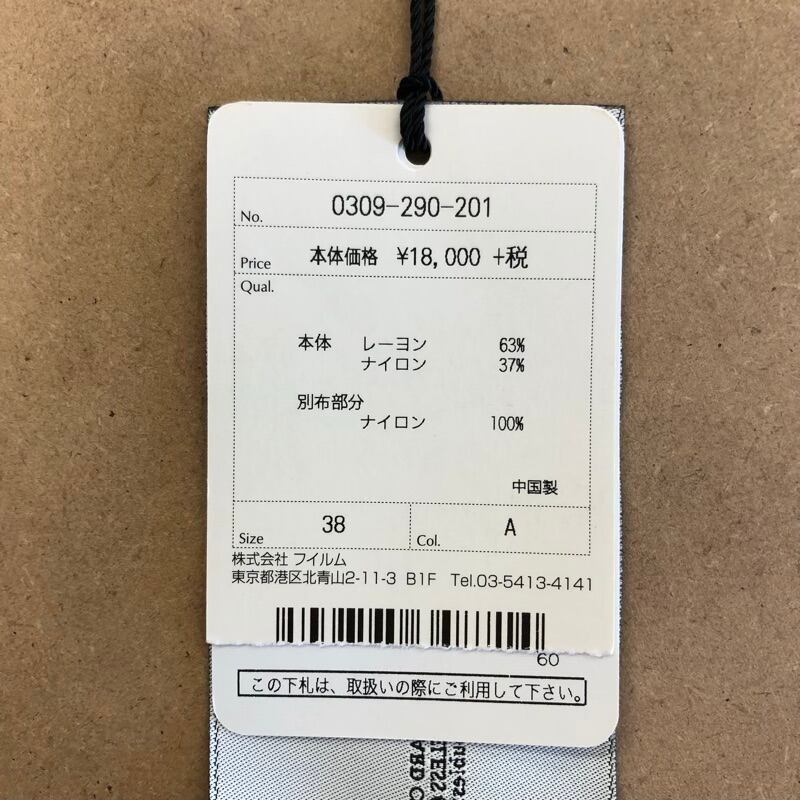 No. 0309-290-201
Price 本体価格 ¥18,000 +税
Qual.
本体 レーヨン 63%
ナイロン 37%
別布部分
ナイロン 100%
中国製
Size 38 Col. A
株式会社 フイルム
東京都港区北青山2-11-3 B1F Tel.03-5413-4141
60
この下札は、取扱いの際にご利用して下さい。